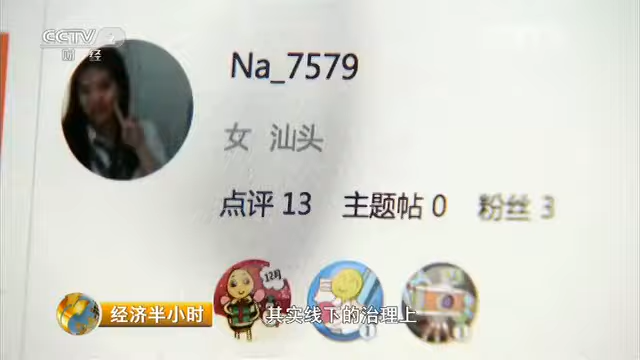 CCTV 2
财经
Na_7579
女 汕头
点评 13 主题帖 0 粉丝 3
12月
经济半小时
其实线下的治理上